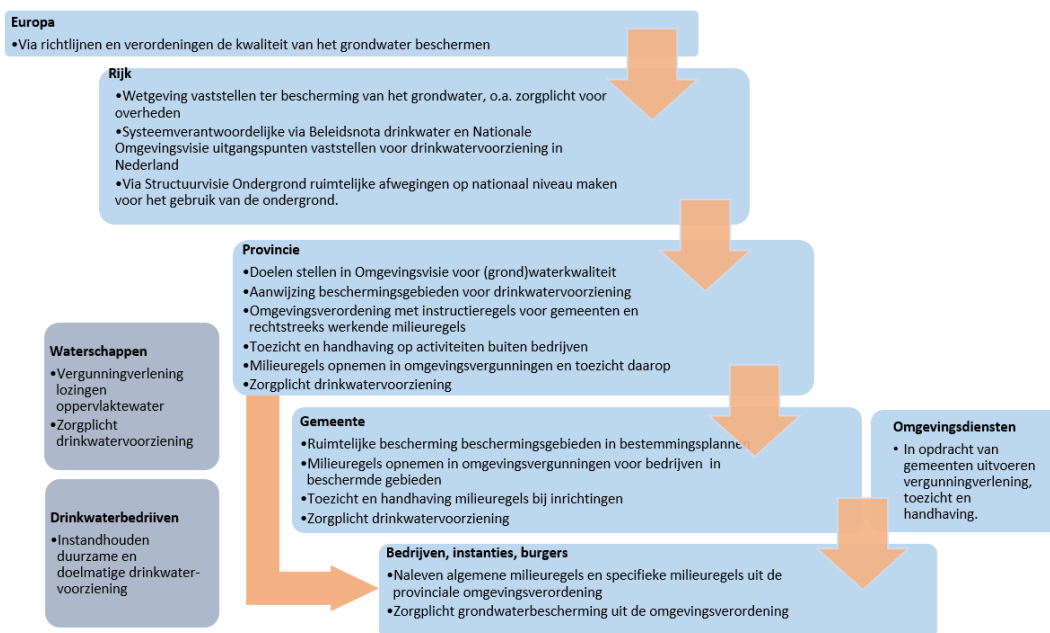 Europa
•Via richtlijnen en verordeningen de kwaliteit van het grondwater beschermen
Rijk
•Wetgeving vaststellen ter bescherming van het grondwater, o.a. zorgplicht voor
overheden
•Systeemverantwoordelijke via Beleidsnota drinkwater en Nationale
Omgevingsvisie uitgangspunten vaststellen voor drinkwatervoorziening in
Nederland
•Via Structuurvisie Ondergrond ruimtelijke afwegingen op nationaal niveau maken
voor het gebruik van de ondergrond.
Provincie
•Doelen stellen in Omgevingsvisie voor (grond)waterkwaliteit
•Aanwijzing beschermingsgebieden voor drinkwatervoorziening
•Omgevingsverordening met instructieregels voor gemeenten en
rechtstreeks werkende milieuregels
•Toezicht en handhaving op activiteiten buiten bedrijven
•Milieuregels opnemen in omgevingsvergunningen en toezicht daarop
•Zorgplicht drinkwatervoorziening
Waterschappen
•Vergunningverlening
lozingen
oppervlaktewater
•Zorgplicht
drinkwatervoorziening
Gemeente
•Ruimtelijke bescherming beschermingsgebieden in bestemmingsplannen
•Milieuregels opnemen in omgevingsvergunningen voor bedrijven in
beschermde gebieden
•Toezicht en handhaving milieuregels bij inrichtingen
•Zorgplicht drinkwatervoorziening
Omgevingsdiensten
• In opdracht van
gemeenten uitvoeren
vergunningverlening,
toezicht en
handhaving.
Drinkwaterbedrijven
•Instandhouden
duurzame en
doelmatige drinkwater-
voorziening
Bedrijven, instanties, burgers
•Naleven algemene milieuregels en specifieke milieuregels uit de
provinciale omgevingsverordening
•Zorgplicht grondwaterbescherming uit de omgevingsverordening